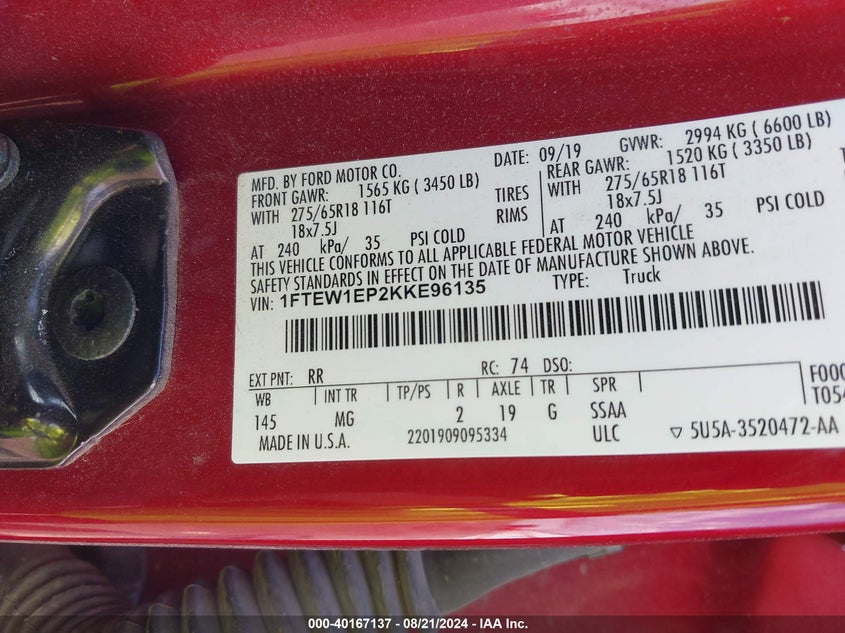 MFD. BY FORD MOTOR CO. DATE: 09/19 GVWR: 2994 KG ( 6600 LB)
FRONT GAWR: 1565 KG ( 3450 LB) REAR GAWR: 1520 KG ( 3350 LB)
WITH 275/65R18 116T TIRES WITH 275/65R18 116T
18x7.5J RIMS 18x7.5J
AT 240 kPa/ 35 PSI COLD AT 240 kPa/ 35 PSI COLD
THIS VEHICLE CONFORMS TO ALL APPLICABLE FEDERAL MOTOR VEHICLE
SAFETY STANDARDS IN EFFECT ON THE DATE OF MANUFACTURE SHOWN ABOVE.
VIN: 1FTEW1EP2KKE96135 TYPE: Truck
EXT PNT: RR RC: 74 DSO:
WB INT TR TP/PS R AXLE TR SPR
145 MG 2 19 G SSAA
MADE IN U.S.A. 2201909095334 ULC
F000
T054
▽ 5U5A-3520472-AA
000-40167137 - 08/21/2024 - IAA Inc.